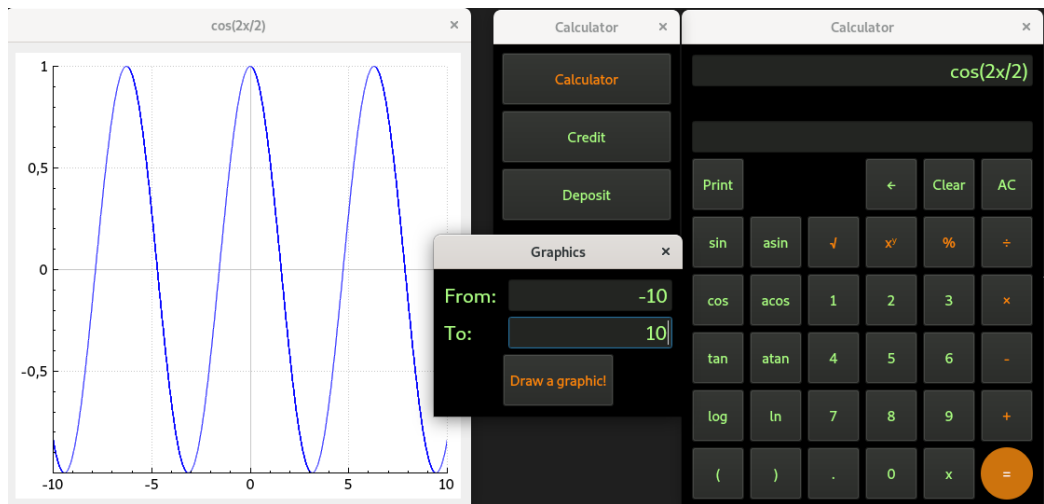 cos(2x/2) ×
1
0,5
0
-0,5
-10 -5 0 5 10
Calculator ×
Calculator
Credit
Deposit
Graphics ×
From: -10
To: 10
Draw a graphic!
Calculator ×
cos(2x/2)
Print ← Clear AC
sin asin √ xʸ % ÷
cos acos 1 2 3 ×
tan atan 4 5 6 -
log ln 7 8 9 +
( ) . 0 x =